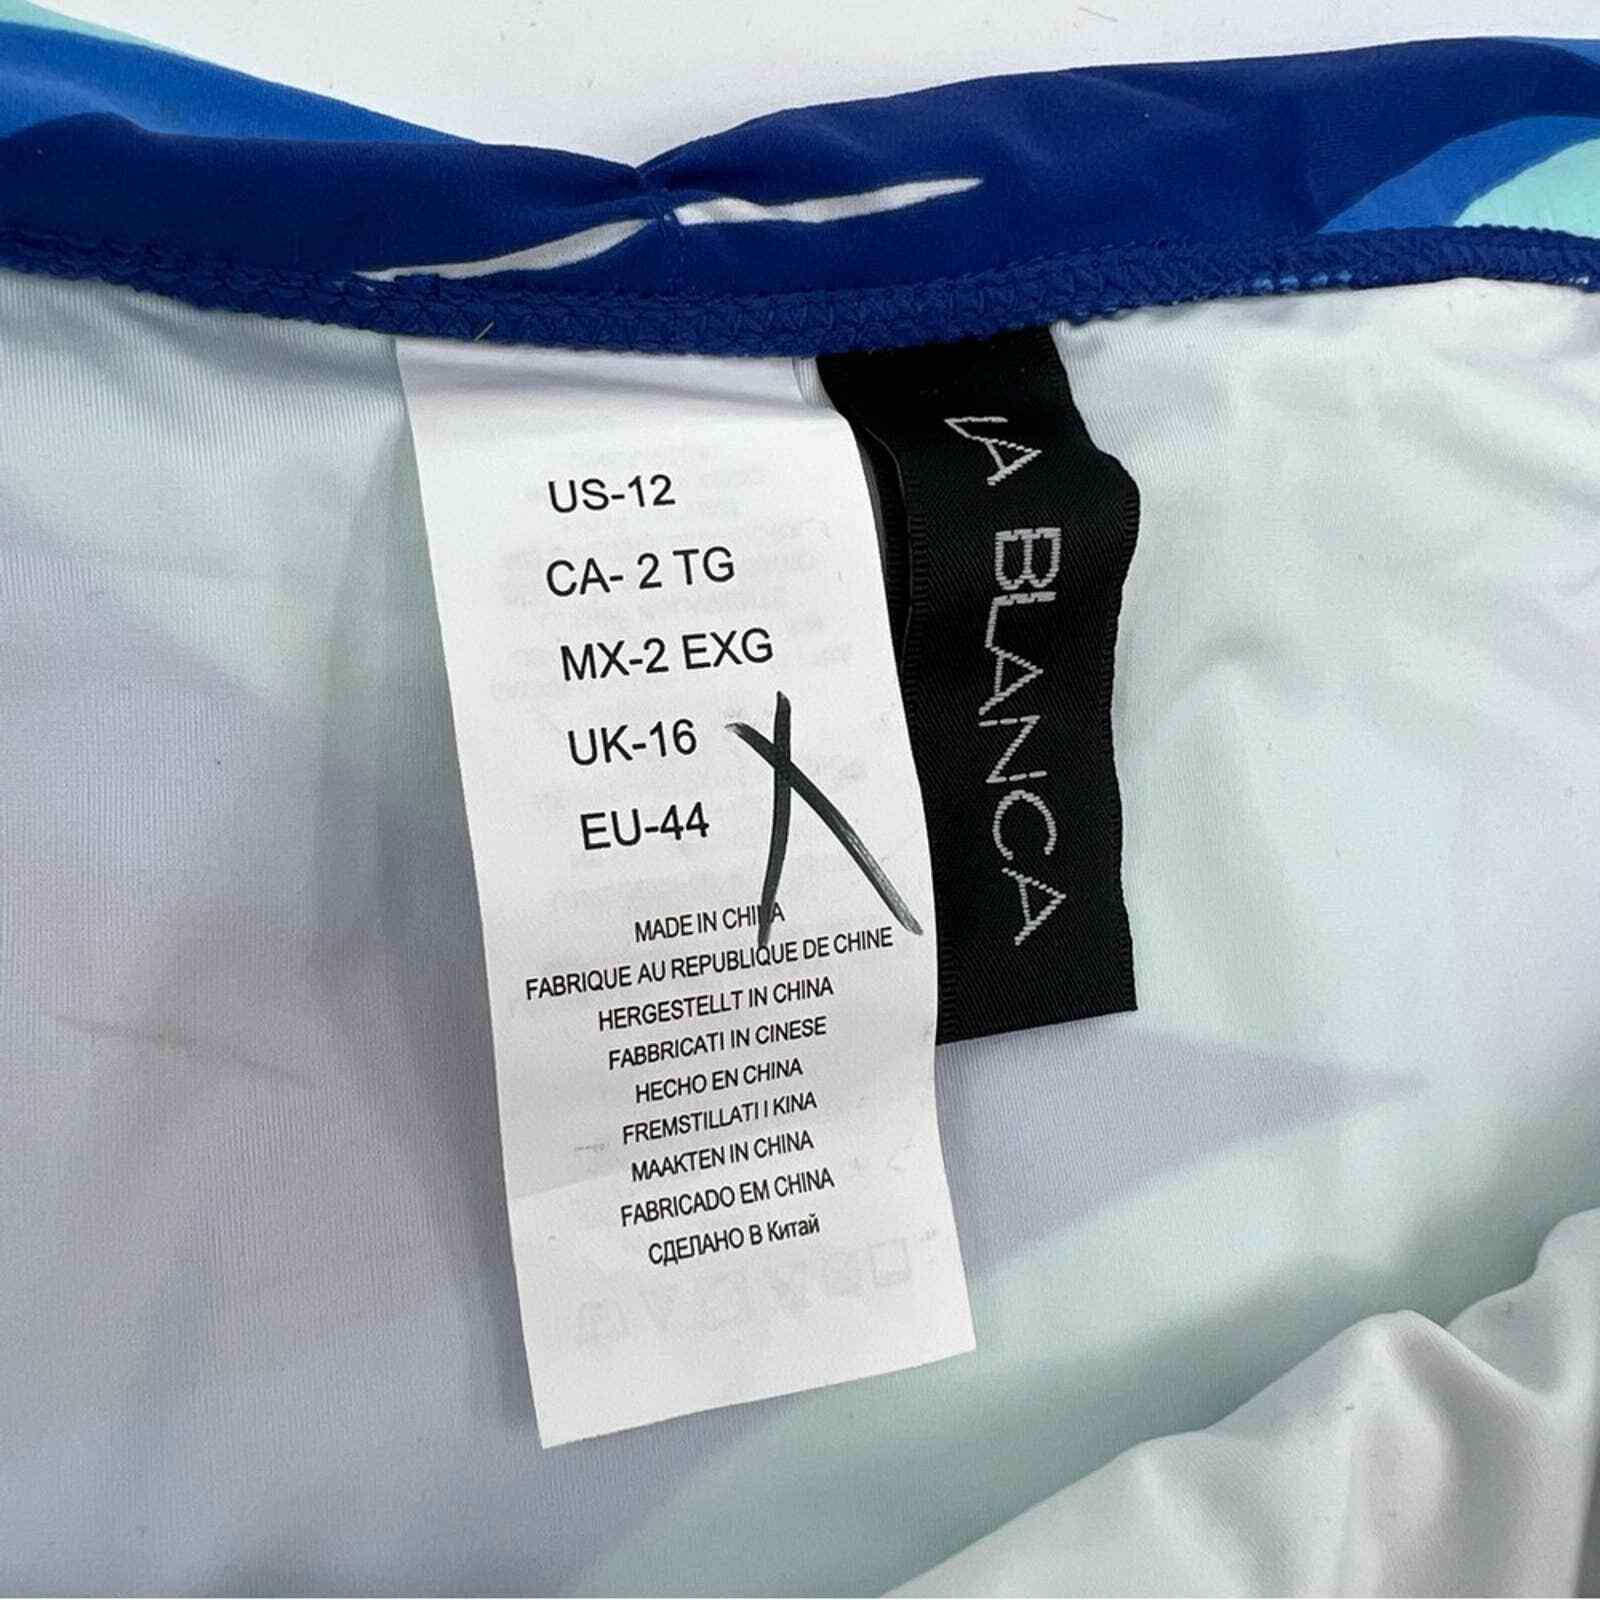 US-12
CA- 2 TG
MX-2 EXG
UK-16
EU-44
MADE IN CHINA
FABRIQUE AU REPUBLIQUE DE CHINE
HERGESTELLT IN CHINA
FABBRICATI IN CINESE
HECHO EN CHINA
FREMSTILLATI I KINA
MAAKTEN IN CHINA
FABRICADO EM CHINA
СДЕЛАНО В Китай
LA BLANCA